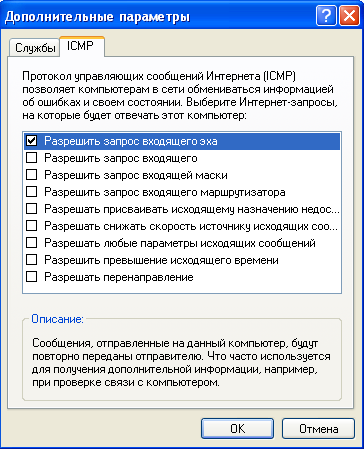 Дополнительные параметры
Службы
ICMP
Протокол управляющих сообщений Интернета (ICMP)
позволяет компьютерам в сети обмениваться информацией
об ошибках и своем состоянии. Выберите Интернет-запросы,
на которые будет отвечать этот компьютер:
Разрешить запрос входящего эха
Разрешить запрос входящего
Разрешить запрос входящей маски
Разрешить запрос входящего маршрутизатора
Разрешать присваивать исходящему назначению недос...
Разрешать снижать скорость источнику исходящих соо...
Разрешать любые параметры исходящих сообщений
Разрешить превышение исходящего времени
Разрешать перенаправление
Описание:
Сообщения, отправленные на данный компьютер, будут
повторно переданы отправителю. Что часто используется
для получения дополнительной информации, например,
при проверке связи с компьютером.
OK
Отмена